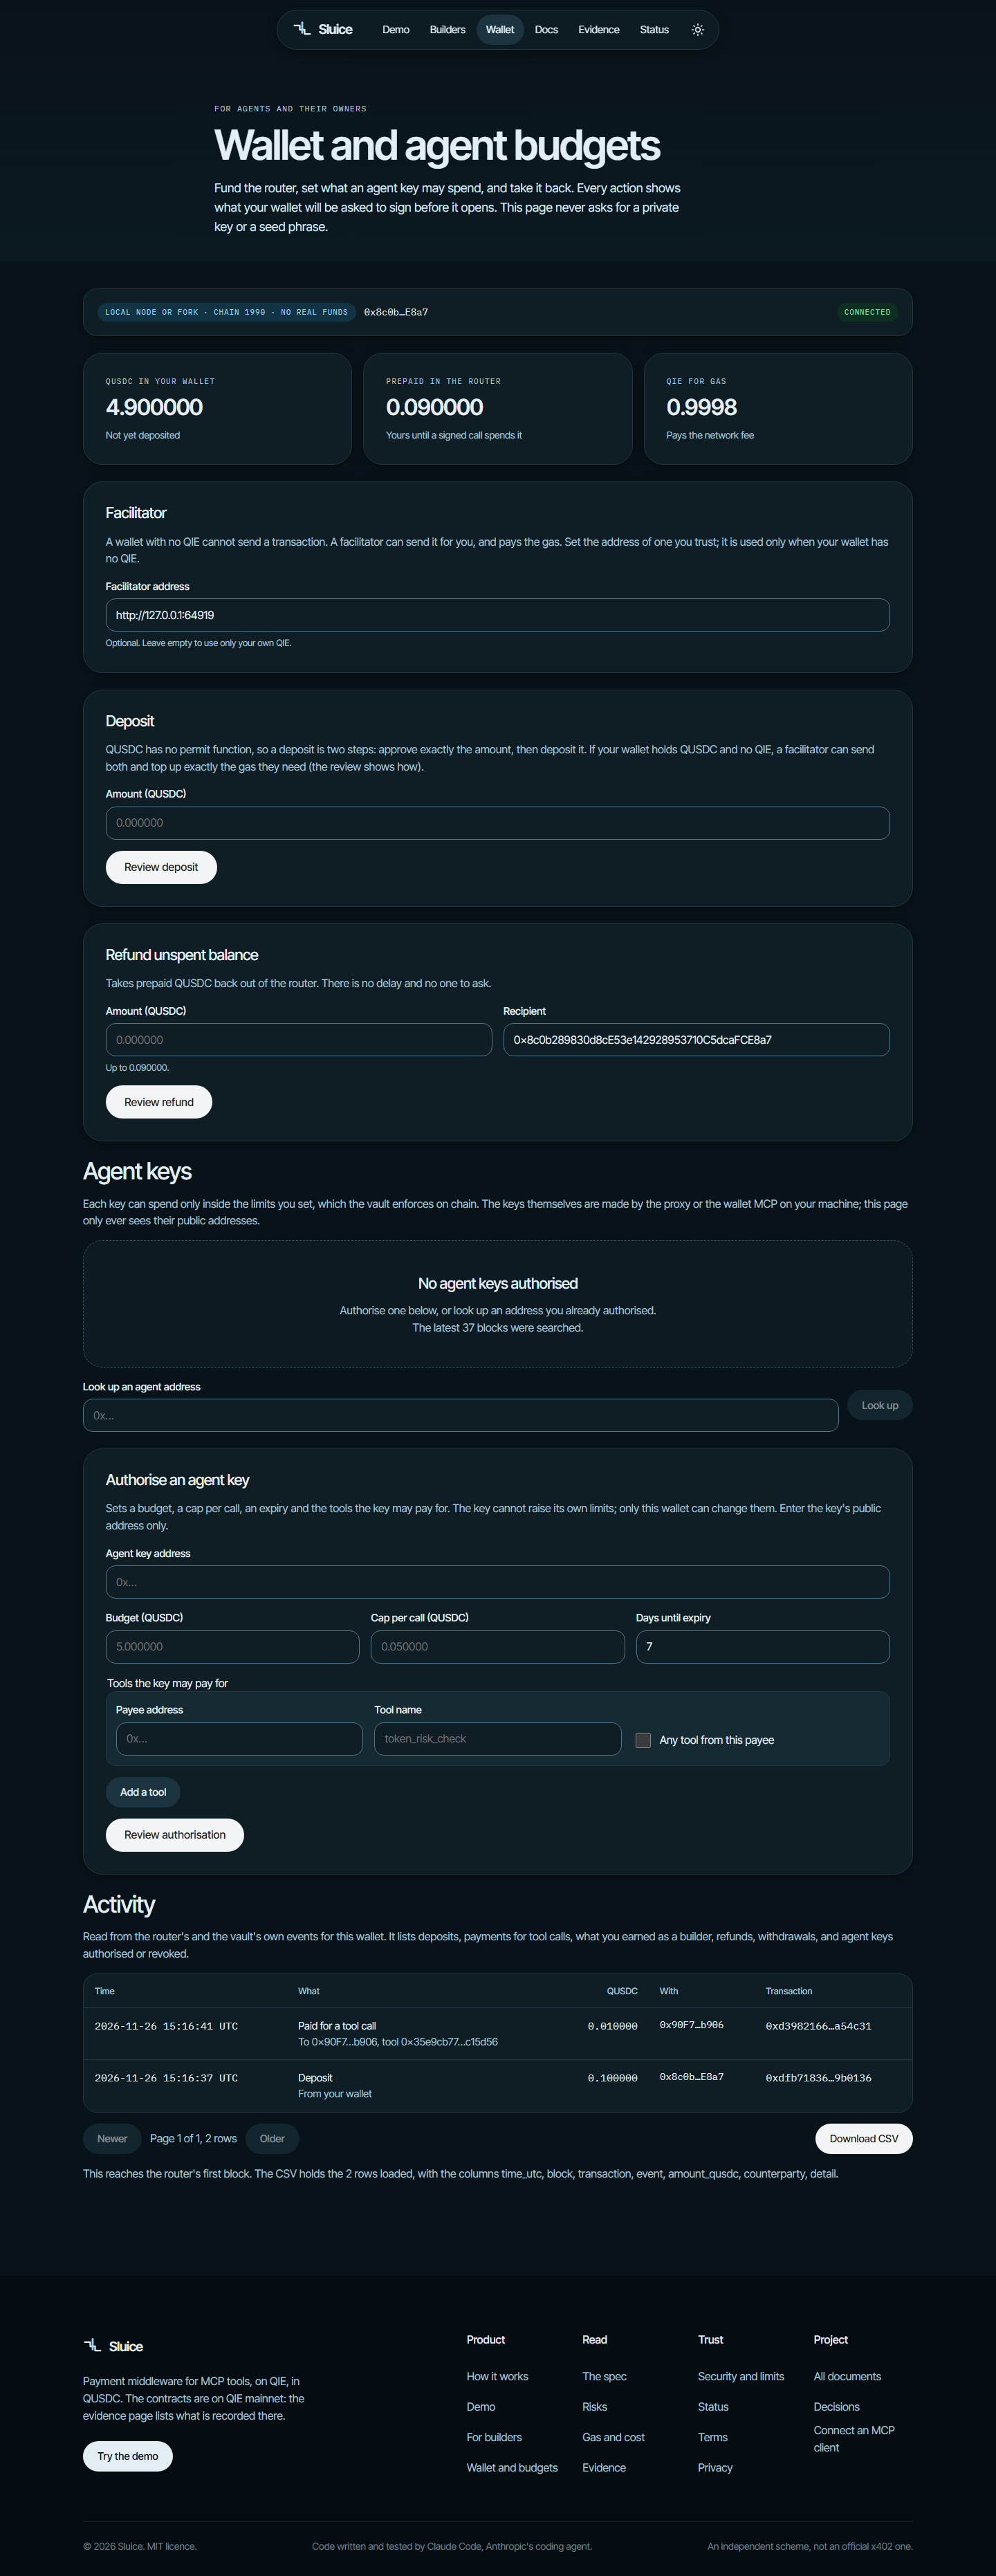 Sluice
Demo
Builders
Wallet
Docs
Evidence
Status
FOR AGENTS AND THEIR OWNERS
Wallet and agent budgets
Fund the router, set what an agent key may spend, and take it back. Every action shows
what your wallet will be asked to sign before it opens. This page never asks for a private
key or a seed phrase.
LOCAL NODE OR FORK · CHAIN 1990 · NO REAL FUNDS
0x8c0b…E8a7
CONNECTED
QUSDC IN YOUR WALLET
4.900000
Not yet deposited
PREPAID IN THE ROUTER
0.090000
Yours until a signed call spends it
QIE FOR GAS
0.9998
Pays the network fee
Facilitator
A wallet with no QIE cannot send a transaction. A facilitator can send it for you, and pays the gas. Set the address of one you trust; it is used only when your wallet has
no QIE.
Facilitator address
http://127.0.0.1:64919
Optional. Leave empty to use only your own QIE.
Deposit
QUSDC has no permit function, so a deposit is two steps: approve exactly the amount, then deposit it. If your wallet holds QUSDC and no QIE, a facilitator can send
both and top up exactly the gas they need (the review shows how).
Amount (QUSDC)
0.000000
Review deposit
Refund unspent balance
Takes prepaid QUSDC back out of the router. There is no delay and no one to ask.
Amount (QUSDC)
Recipient
0.000000
0x8c0b289830d8cE53e142928953710C5dcaFCE8a7
Up to 0.090000.
Review refund
Agent keys
Each key can spend only inside the limits you set, which the vault enforces on chain. The keys themselves are made by the proxy or the wallet MCP on your machine; this page
only ever sees their public addresses.
No agent keys authorised
Authorise one below, or look up an address you already authorised.
The latest 37 blocks were searched.
Look up an agent address
0x…
Look up
Authorise an agent key
Sets a budget, a cap per call, an expiry and the tools the key may pay for. The key cannot raise its own limits; only this wallet can change them. Enter the key's public
address only.
Agent key address
0x…
Budget (QUSDC)
Cap per call (QUSDC)
Days until expiry
5.000000
0.050000
7
Tools the key may pay for
Payee address
Tool name
0x…
token_risk_check
Any tool from this payee
Add a tool
Review authorisation
Activity
Read from the router's and the vault's own events for this wallet. It lists deposits, payments for tool calls, what you earned as a builder, refunds, withdrawals, and agent keys
authorised or revoked.
Time
What
QUSDC
With
Transaction
2026-11-26 15:16:41 UTC
Paid for a tool call
0.010000
0x90F7…b906
0xd3982166…a54c31
To 0x90F7…b906, tool 0x35e9cb77…c15d56
2026-11-26 15:16:37 UTC
Deposit
0.100000
0x8c0b…E8a7
0xdfb71836…9b0136
From your wallet
Newer
Page 1 of 1, 2 rows
Older
Download CSV
This reaches the router's first block. The CSV holds the 2 rows loaded, with the columns time_utc, block, transaction, event, amount_qusdc, counterparty, detail.
Sluice
Payment middleware for MCP tools, on QIE, in
QUSDC. The contracts are on QIE mainnet: the
evidence page lists what is recorded there.
Try the demo
Product
How it works
Demo
For builders
Wallet and budgets
Read
The spec
Risks
Gas and cost
Evidence
Trust
Security and limits
Status
Terms
Privacy
Project
All documents
Decisions
Connect an MCP
client
© 2026 Sluice. MIT licence.
Code written and tested by Claude Code, Anthropic's coding agent.
An independent scheme, not an official x402 one.